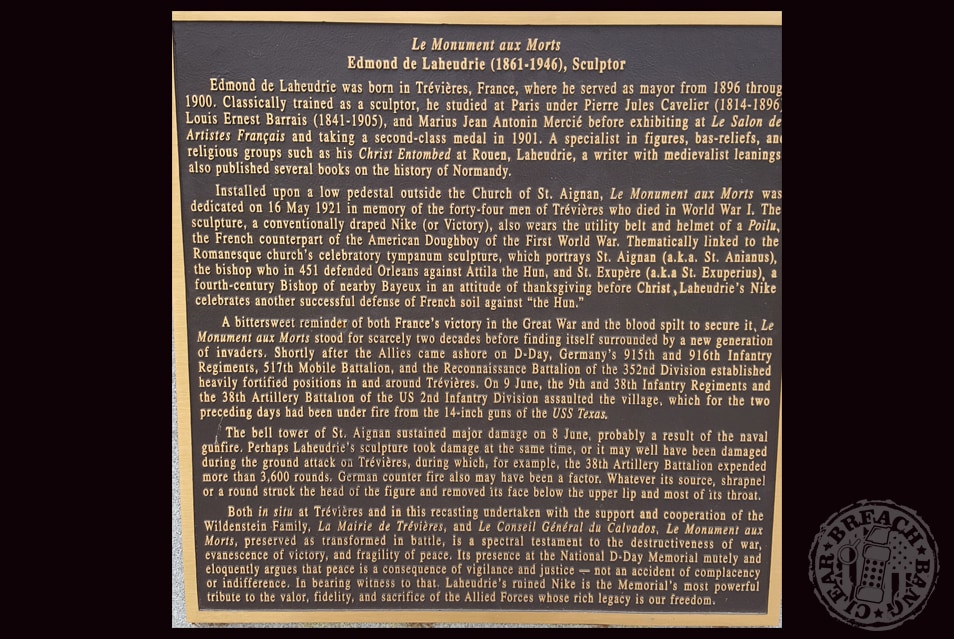 Le Monument aux Morts
Edmond de Laheudrie (1861-1946), Sculptor
Edmond de Laheudrie was born in Trévières, France, where he served as mayor from 1896 throug
1900. Classically trained as a sculptor, he studied at Paris under Pierre Jules Cavelier (1814-1896
Louis Ernest Barrais (1841-1905), and Marius Jean Antonin Mercié before exhibiting at Le Salon de
Artistes Français and taking a second-class medal in 1901. A specialist in figures, bas-reliefs, and
religious groups such as his Christ Entombed at Rouen, Laheudrie, a writer with medievalist leanings
also published several books on the history of Normandy.
Installed upon a low pedestal outside the Church of St. Aignan, Le Monument aux Morts was
dedicated on 16 May 1921 in memory of the forty-four men of Trévières who died in World War I. The
sculpture, a conventionally draped Nike (or Victory), also wears the utility belt and helmet of a Poilu,
the French counterpart of the American Doughboy of the First World War. Thematically linked to the
Romanesque church's celebratory tympanum sculpture, which portrays St. Aignan (a.k.a. St. Anianus),
the bishop who in 451 defended Orleans against Attila the Hun, and St. Exupère (a.k.a St. Exuperius), a
fourth-century Bishop of nearby Bayeux in an attitude of thanksgiving before Christ, Laheudrie's Nike
celebrates another successful defense of French soil against "the Hun."
A bittersweet reminder of both France's victory in the Great War and the blood spilt to secure it, Le
Monument aux Morts stood for scarcely two decades before finding itself surrounded by a new generation
of invaders. Shortly after the Allies came ashore on D-Day, Germany's 915th and 916th Infantry
Regiments, 517th Mobile Battalion, and the Reconnaissance Battalion of the 352nd Division established
heavily fortified positions in and around Trévières. On 9 June, the 9th and 38th Infantry Regiments and
the 38th Artillery Battalion of the US 2nd Infantry Division assaulted the village, which for the two
preceding days had been under fire from the 14-inch guns of the USS Texas.
The bell tower of St. Aignan sustained major damage on 8 June, probably a result of the naval
gunfire. Perhaps Laheudrie's sculpture took damage at the same time, or it may well have been damaged
during the ground attack on Trévières, during which, for example, the 38th Artillery Battalion expended
more than 3,600 rounds. German counter fire also may have been a factor. Whatever its source, shrapnel
or a round struck the head of the figure and removed its face below the upper lip and most of its throat.
Both in situ at Trévières and in this recasting undertaken with the support and cooperation of the
Wildenstein Family, La Mairie de Trévières, and Le Conseil Général du Calvados, Le Monument aux
Morts, preserved as transformed in battle, is a spectral testament to the destructiveness of war,
evanescence of victory, and fragility of peace. Its presence at the National D-Day Memorial mutely and
eloquently argues that peace is a consequence of vigilance and justice — not an accident of complacency
or indifference. In bearing witness to that, Laheudrie's ruined Nike is the Memorial's most powerful
tribute to the valor, fidelity, and sacrifice of the Allied Forces whose rich legacy is our freedom.
BREACH BANG CLEAR